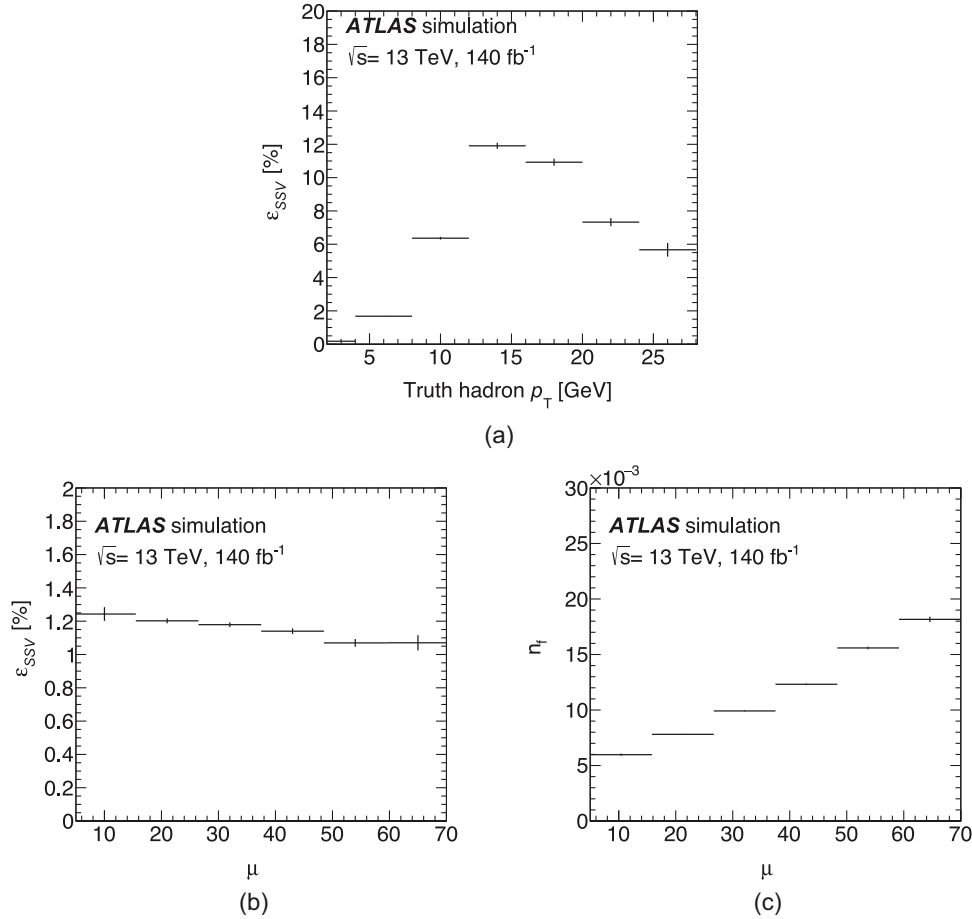 20
18
16
14
12
10
8
6
4
2
0
ε_SSV [%]
ATLAS simulation
√s= 13 TeV, 140 fb⁻¹
5 10 15 20 25
Truth hadron p_T [GeV]
(a)
2
1.8
1.6
1.4
1.2
1
0.8
0.6
0.4
0.2
0
ε_SSV [%]
ATLAS simulation
√s= 13 TeV, 140 fb⁻¹
10 20 30 40 50 60 70
μ
(b)
×10⁻³
30
25
20
15
10
5
0
n_f
ATLAS simulation
√s= 13 TeV, 140 fb⁻¹
10 20 30 40 50 60 70
μ
(c)